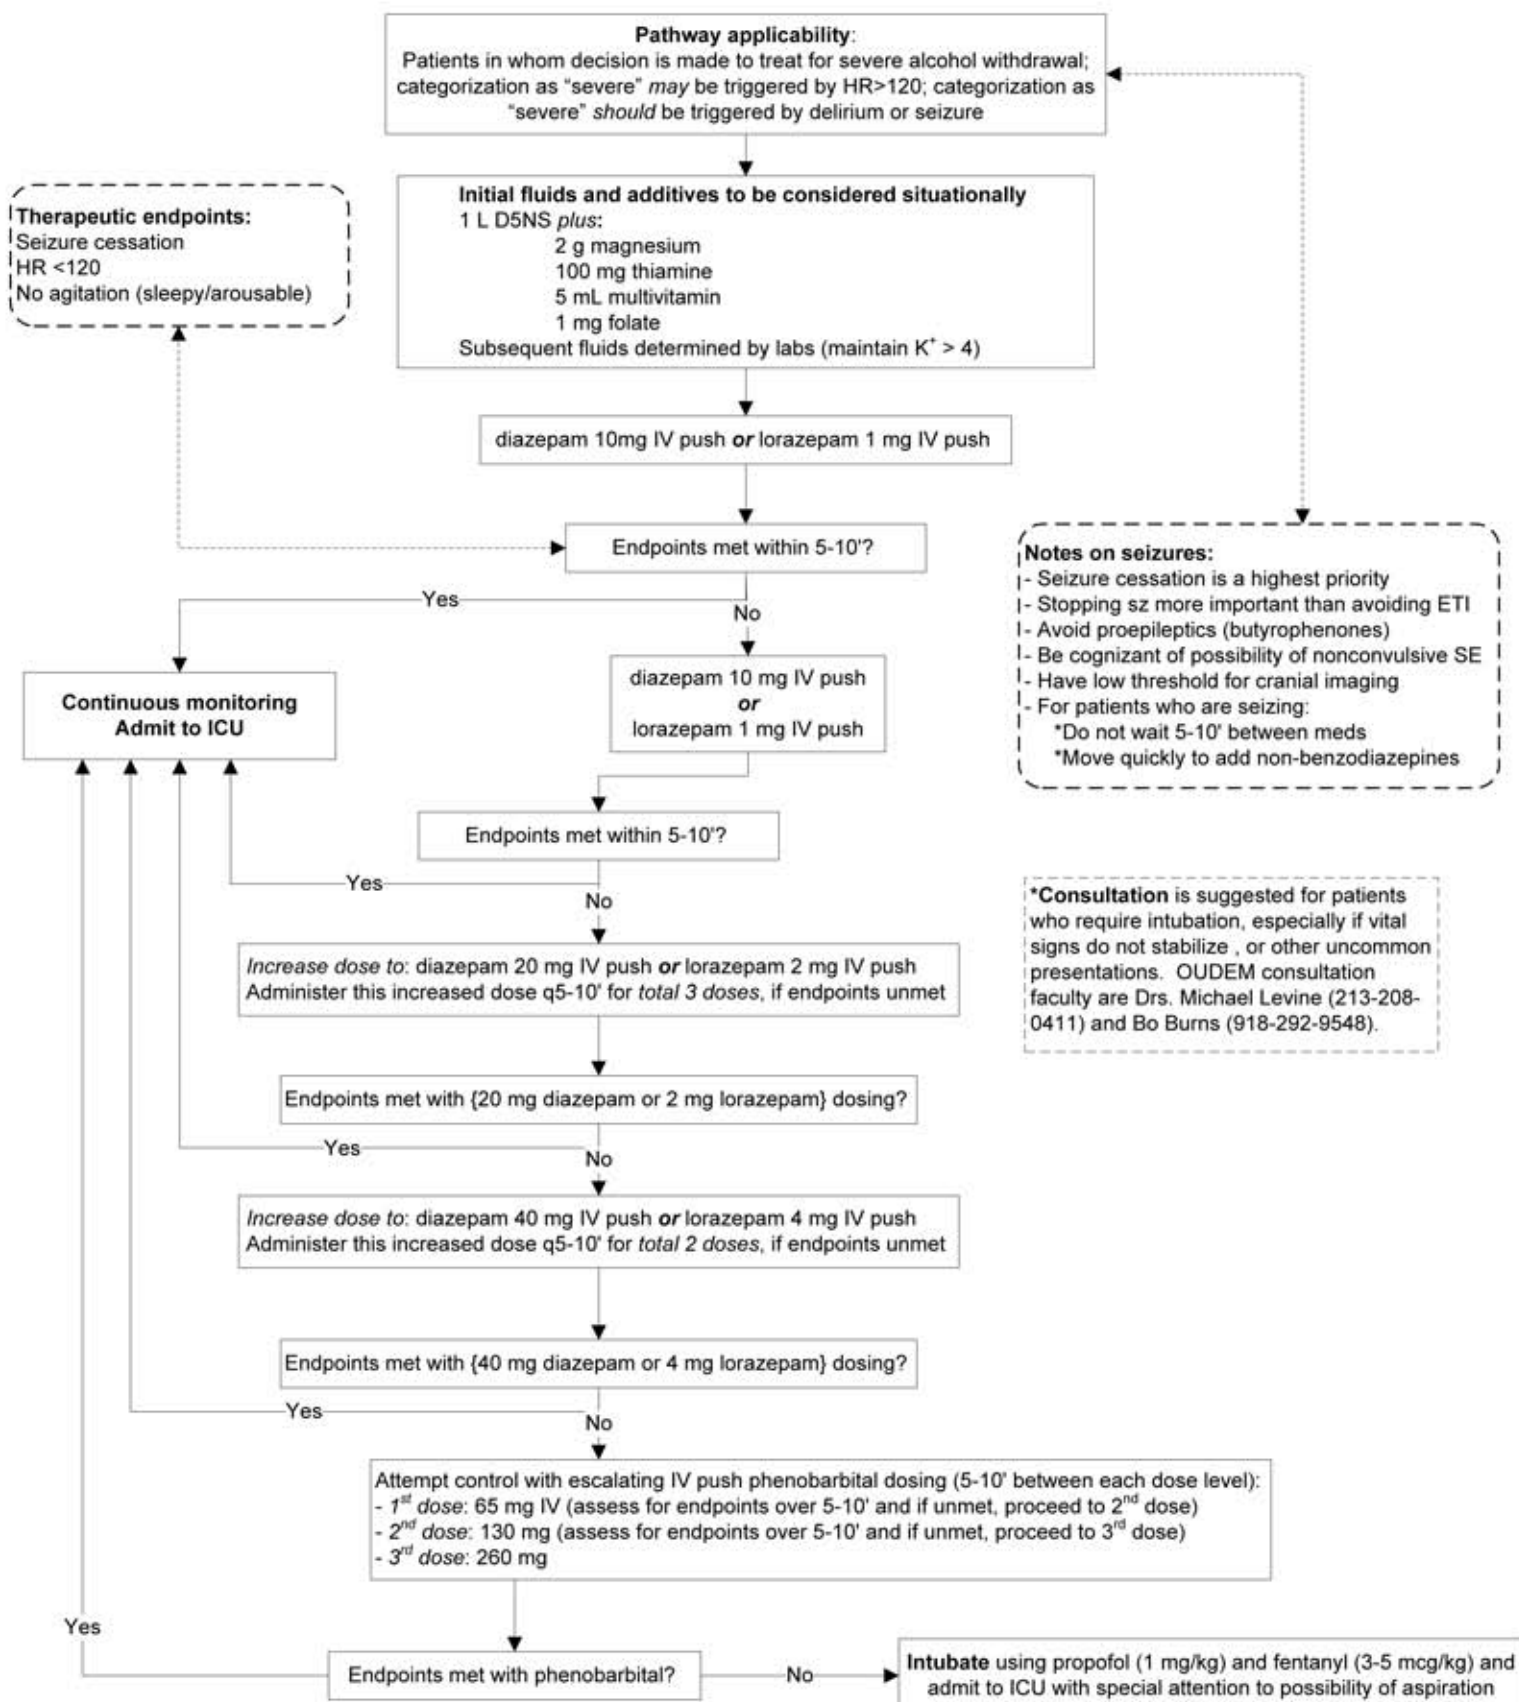 Pathway applicability:
Patients in whom decision is made to treat for severe alcohol withdrawal;
categorization as “severe” may be triggered by HR>120; categorization as
“severe” should be triggered by delirium or seizure
Initial fluids and additives to be considered situationally
1 L D5NS plus:
2 g magnesium
100 mg thiamine
5 mL multivitamin
1 mg folate
Subsequent fluids determined by labs (maintain K+ > 4)
Therapeutic endpoints:
Seizure cessation
HR <120
No agitation (sleepy/arousable)
diazepam 10mg IV push or lorazepam 1 mg IV push
Endpoints met within 5-10'?
Yes
No
Notes on seizures:
- Seizure cessation is a highest priority
- Stopping sz more important than avoiding ETI
- Avoid proepileptics (butyrophenones)
- Be cognizant of possibility of nonconvulsive SE
- Have low threshold for cranial imaging
- For patients who are seizing:
*Do not wait 5-10' between meds
*Move quickly to add non-benzodiazepines
Continuous monitoring
Admit to ICU
diazepam 10 mg IV push
or
lorazepam 1 mg IV push
Endpoints met within 5-10'?
Yes
No
*Consultation is suggested for patients
who require intubation, especially if vital
signs do not stabilize , or other uncommon
presentations. OUDEM consultation
faculty are Drs. Michael Levine (213-208-
0411) and Bo Burns (918-292-9548).
Increase dose to: diazepam 20 mg IV push or lorazepam 2 mg IV push
Administer this increased dose q5-10' for total 3 doses, if endpoints unmet
Endpoints met with {20 mg diazepam or 2 mg lorazepam} dosing?
Yes
No
Increase dose to: diazepam 40 mg IV push or lorazepam 4 mg IV push
Administer this increased dose q5-10' for total 2 doses, if endpoints unmet
Endpoints met with {40 mg diazepam or 4 mg lorazepam} dosing?
Yes
No
Attempt control with escalating IV push phenobarbital dosing (5-10' between each dose level):
- 1st dose: 65 mg IV (assess for endpoints over 5-10' and if unmet, proceed to 2nd dose)
- 2nd dose: 130 mg (assess for endpoints over 5-10' and if unmet, proceed to 3rd dose)
- 3rd dose: 260 mg
Yes
Endpoints met with phenobarbital?
No
Intubate using propofol (1 mg/kg) and fentanyl (3-5 mcg/kg) and
admit to ICU with special attention to possibility of aspiration